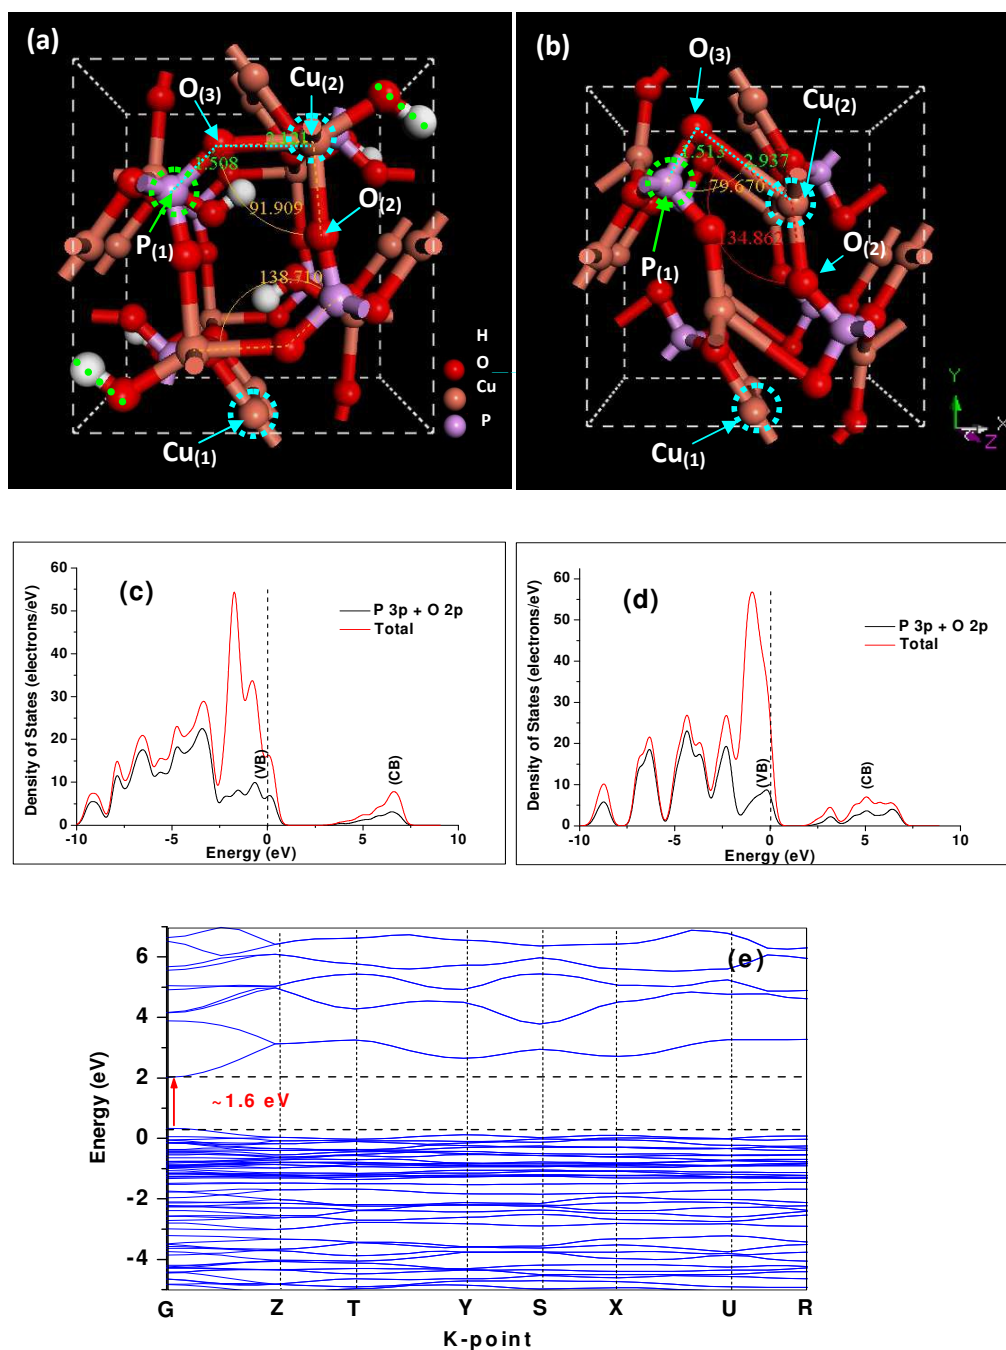 (a)
O(3)
Cu(2)
2.131
1.508
91.909
O(2)
P(1)
138.710
H
O
Cu
P
Cu(1)
(b)
O(3)
Cu(2)
1.513
2.937
79.670
134.862
O(2)
P(1)
Cu(1)
Y
X
Z
(c)
Density of States (electrons/eV)
60
50
40
30
20
10
0
P 3p + O 2p
Total
(VB)
(CB)
-10
-5
0
5
10
Energy (eV)
(d)
Density of States (electrons/eV)
60
50
40
30
20
10
0
P 3p + O 2p
Total
(VB)
(CB)
-10
-5
0
5
10
Energy (eV)
(e)
Energy (eV)
6
4
2
0
-2
-4
~1.6 eV
G Z T Y S X U R
K-point